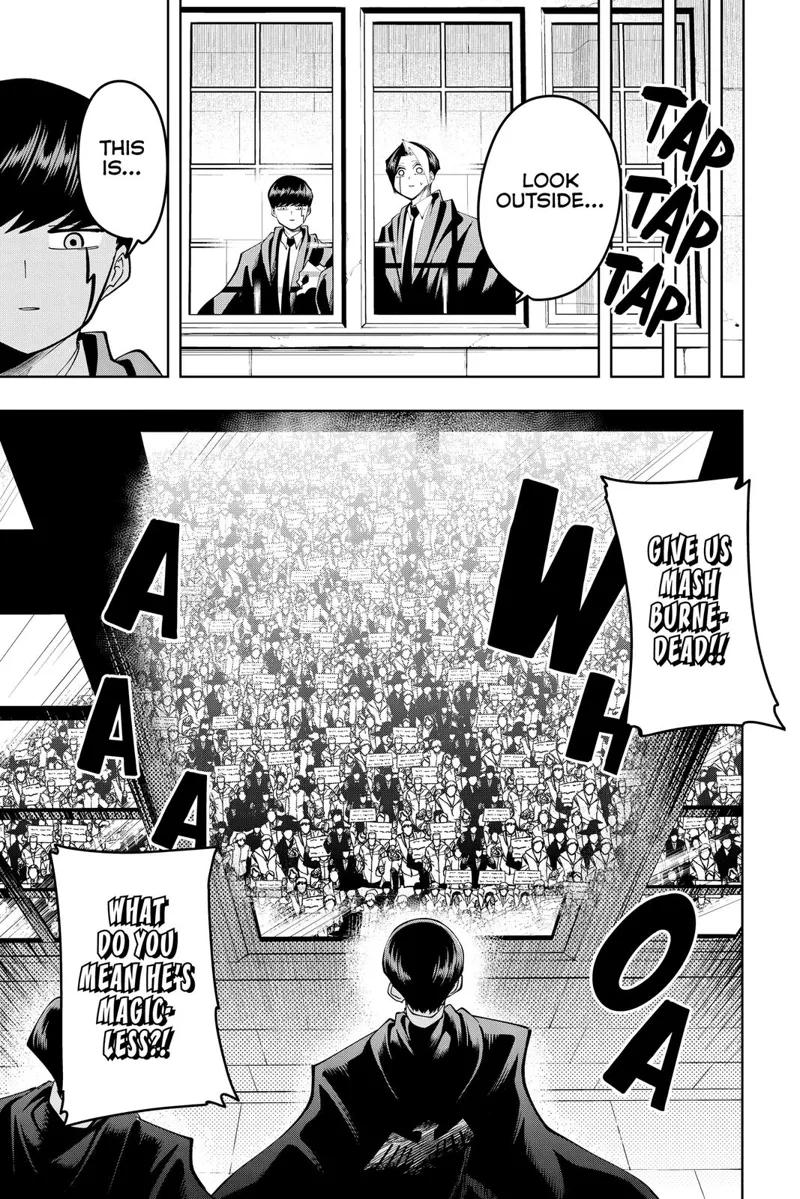 TAP
TAP
TAP
LOOK
OUTSIDE...
THIS
IS...
GIVE US
MASH
BURNE-
DEAD!!
WHOA
AAA
WHAT
DO YOU
MEAN HE'S
MAGIC-
LESS?!